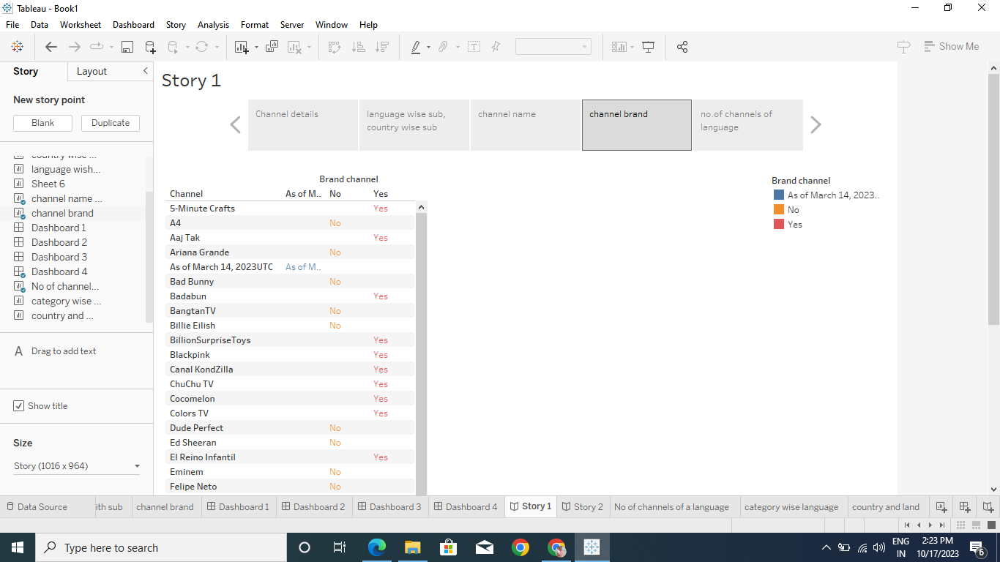 Tableau - Book1
File Data Worksheet Dashboard Story Analysis Format Server Window Help
Show Me
Story Layout
New story point
Blank Duplicate
country wise ...
language wish...
Sheet 6
channel name ...
channel brand
Dashboard 1
Dashboard 2
Dashboard 3
Dashboard 4
No of channel...
category wise ...
country and ...
A Drag to add text
Show title
Size
Story (1016 x 964)
Story 1
Channel details
language wise sub,
country wise sub
channel name
channel brand
no.of channels of
language
Brand channel
Channel As of M.. No Yes
5-Minute Crafts Yes
A4 No
Aaj Tak Yes
Ariana Grande No
As of March 14, 2023UTC As of M..
Bad Bunny No
Badabun Yes
BangtanTV No
Billie Eilish No
BillionSurpriseToys Yes
Blackpink Yes
Canal KondZilla Yes
ChuChu TV Yes
Cocomelon Yes
Colors TV Yes
Dude Perfect No
Ed Sheeran No
El Reino Infantil Yes
Eminem No
Felipe Neto No
Brand channel
As of March 14, 2023..
No
Yes
Data Source ith sub channel brand Dashboard 1 Dashboard 2 Dashboard 3 Dashboard 4 Story 1 Story 2 No of channels of a language category wise language country and land
Type here to search
ENG
IN
2:23 PM
10/17/2023
6